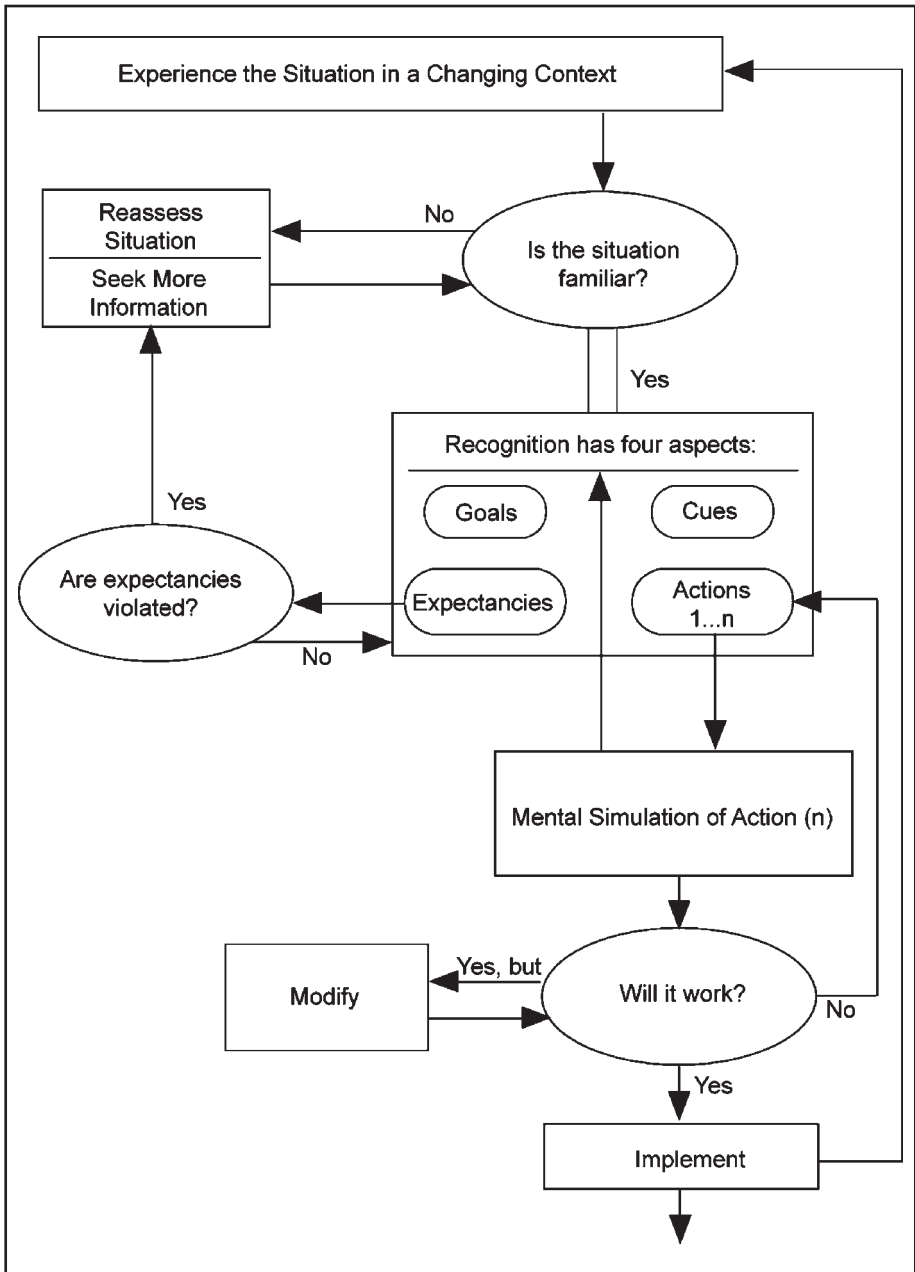 Experience the Situation in a Changing Context
Reassess
Situation
Seek More
Information
No
Is the situation
familiar?
Yes
Recognition has four aspects:
Goals
Cues
Expectancies
Actions
1...n
Yes
Are expectancies
violated?
No
Mental Simulation of Action (n)
Yes, but
Modify
Will it work?
No
Yes
Implement